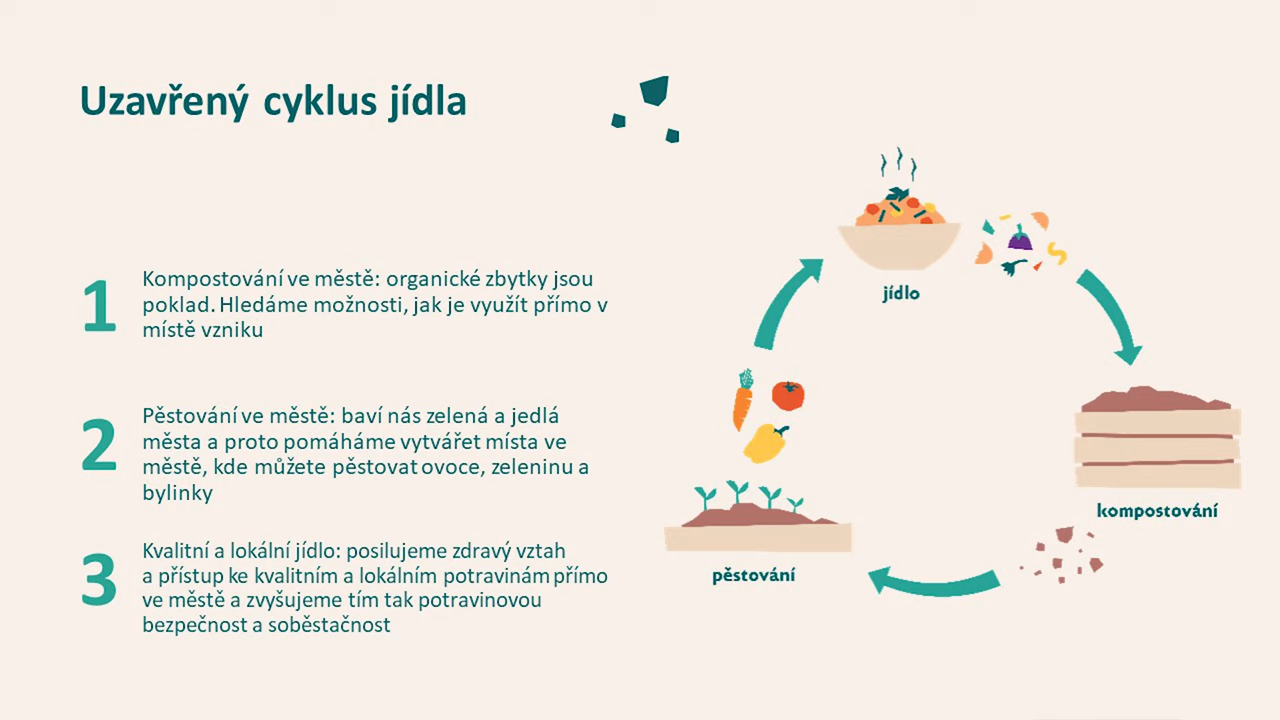 Uzavřený cyklus jídla
1
Kompostování ve městě: organické zbytky jsou
poklad. Hledáme možnosti, jak je využít přímo v
místě vzniku
2
Pěstování ve městě: baví nás zelená a jedlá
města a proto pomáháme vytvářet místa ve
městě, kde můžete pěstovat ovoce, zeleninu a
bylinky
3
Kvalitní a lokální jídlo: posilujeme zdravý vztah
a přístup ke kvalitním a lokálním potravinám přímo
ve městě a zvyšujeme tím tak potravinovou
bezpečnost a soběstačnost
jídlo
kompostování
pěstování